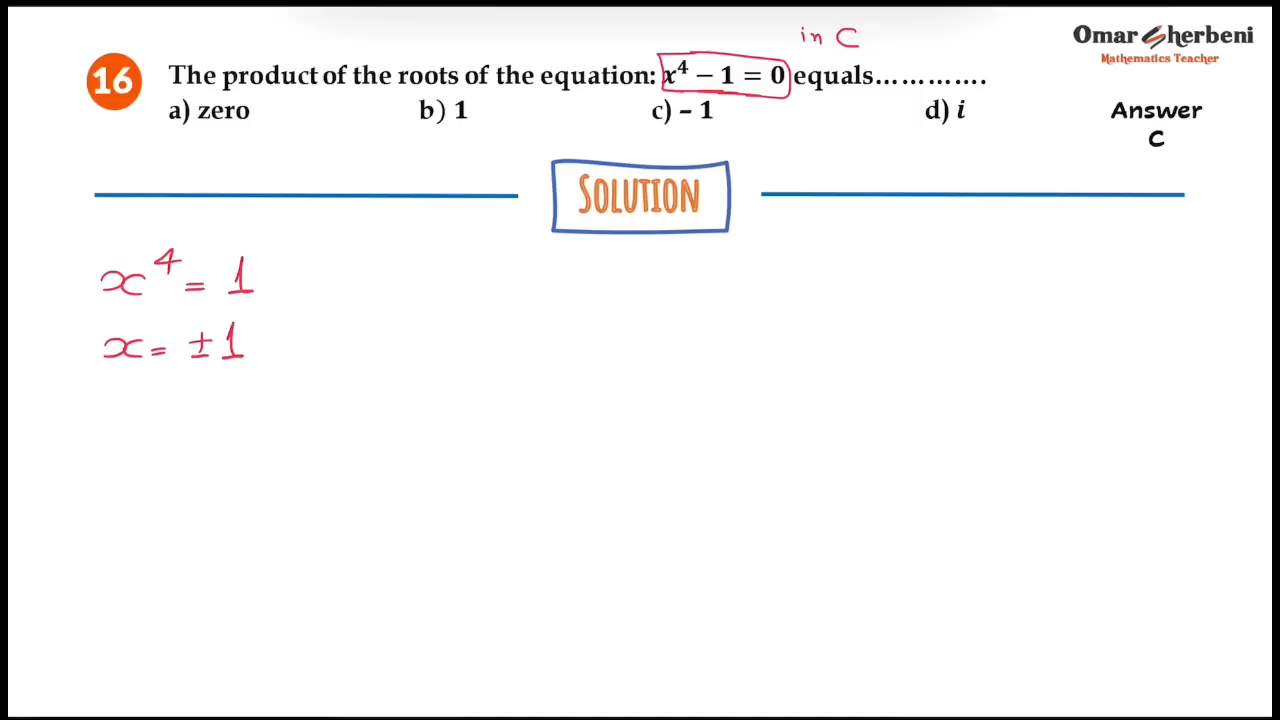 in C
Omar Sherbeni
Mathematics Teacher
16 The product of the roots of the equation: x⁴ − 1 = 0 equals.............
a) zero b) 1 c) – 1 d) i
Answer
C
SOLUTION
x⁴ = 1
x = ±1